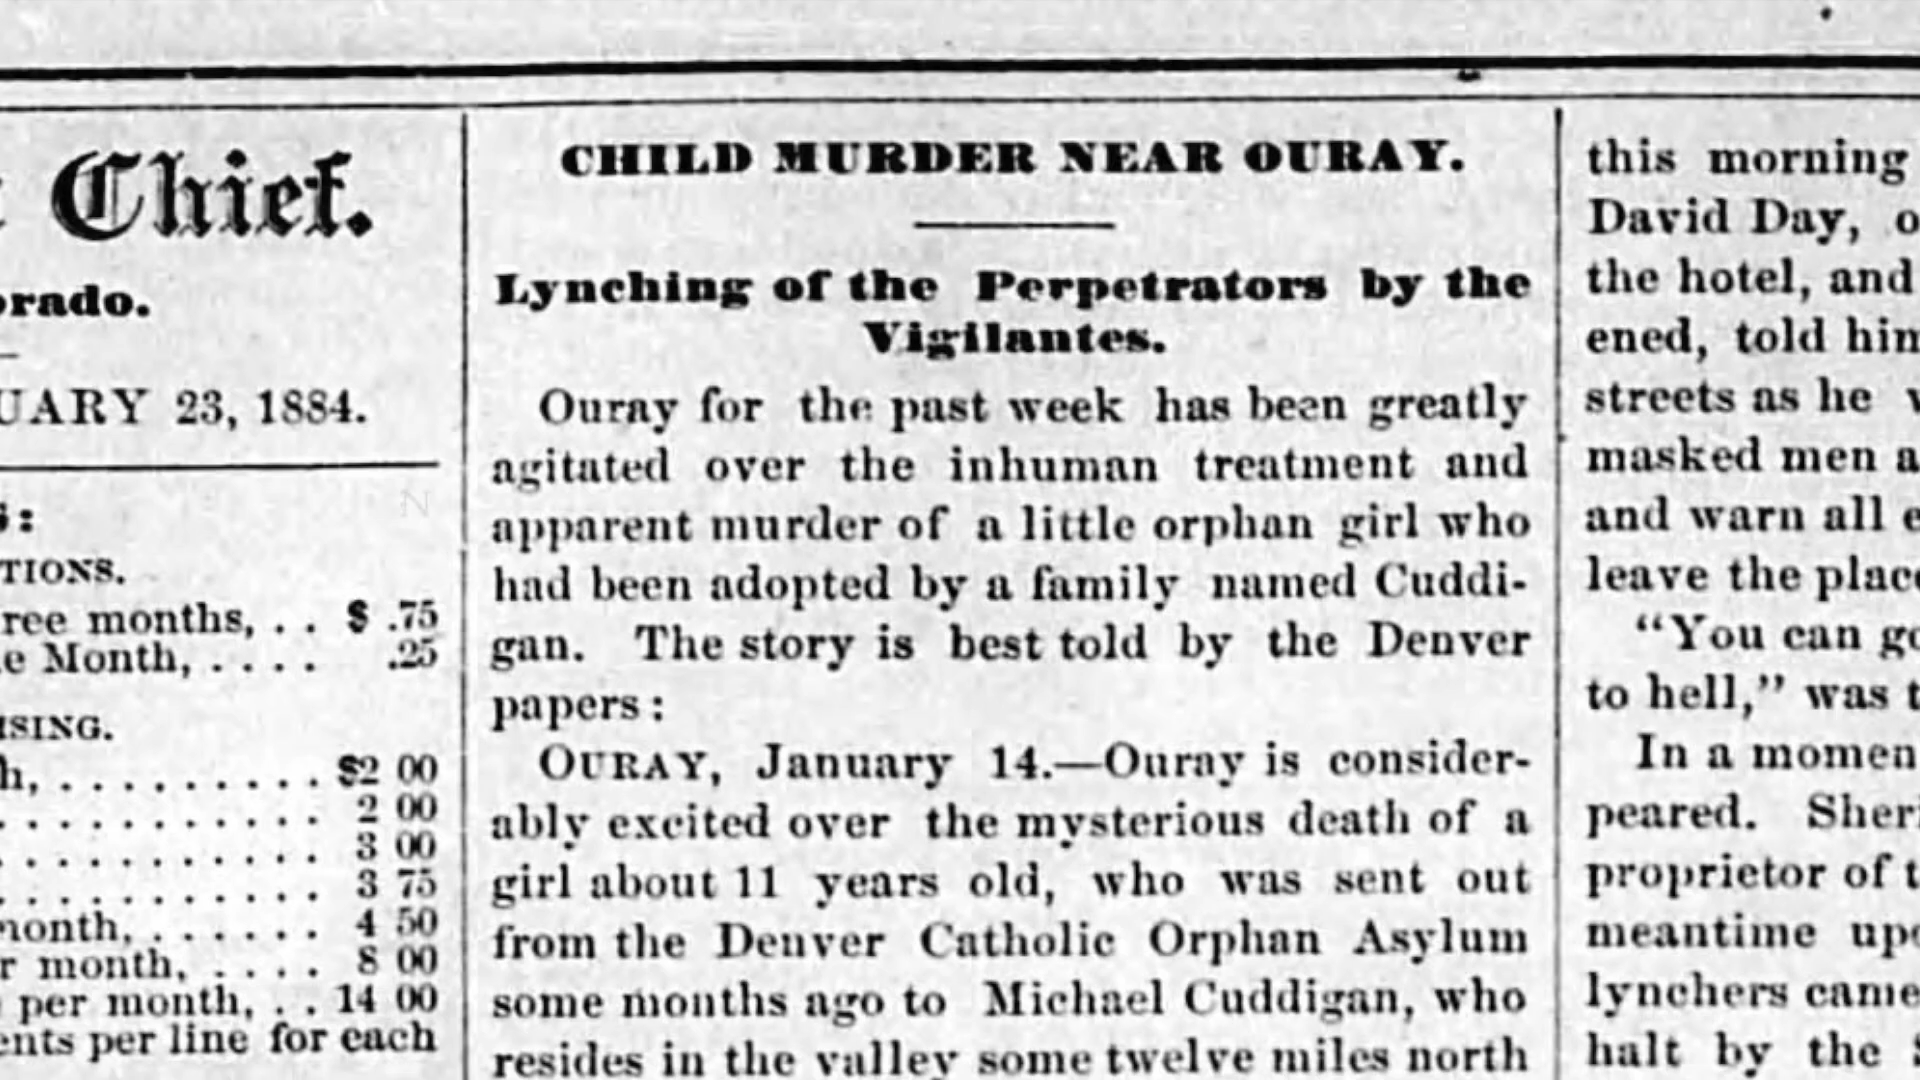 Chief.
orado.
UARY 23, 1884.
TIONS.
ree months, . . $ .75
e Month, . . . . .25
ISING.
h, . . . . . . . . . . $2 00
. . . . . . . . . . . . 2 00
. . . . . . . . . . . . 3 00
. . . . . . . . . . . . 3 75
month, . . . . . . . 4 50
r month, . . . . 8 00
per month, . . 14 00
ents per line for each
CHILD MURDER NEAR OURAY.
Lynching of the Perpetrators by the
Vigilantes.
Ouray for the past week has been greatly
agitated over the inhuman treatment and
apparent murder of a little orphan girl who
had been adopted by a family named Cuddi-
gan. The story is best told by the Denver
papers:
OURAY, January 14.—Ouray is consider-
ably excited over the mysterious death of a
girl about 11 years old, who was sent out
from the Denver Catholic Orphan Asylum
some months ago to Michael Cuddigan, who
resides in the valley some twelve miles north
this morning
David Day, o
the hotel, and
ened, told him
streets as he
masked men a
and warn all e
leave the place
"You can go
to hell," was t
In a momen
peared. Sheri
proprietor of t
meantime upo
lynchers came
halt by the S